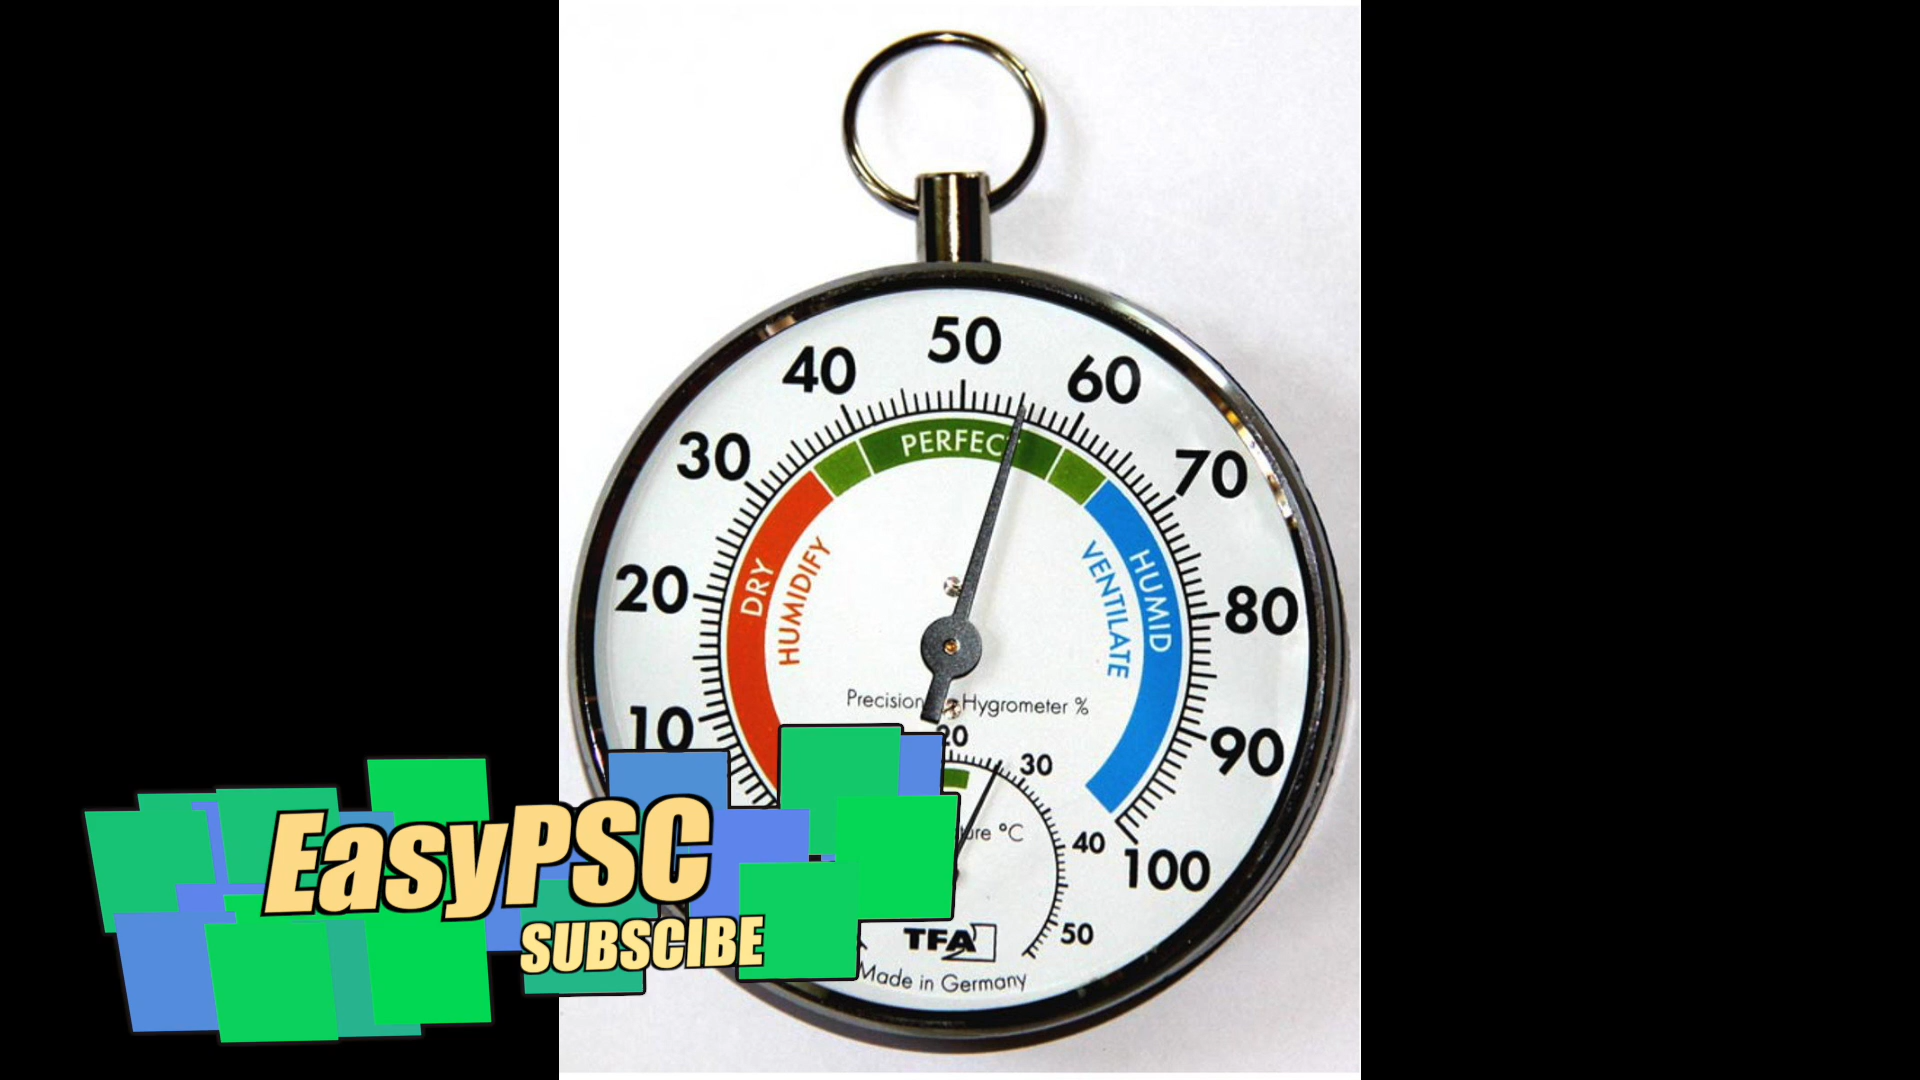 50
40
60
30
PERFEC
70
DRY
HUMIDIFY
VENTILATE
HUMID
20
80
Precision Hygrometer %
10
20
30
90
°C
40
100
EasyPSC
SUBSCIBE
TFA
50
Made in Germany